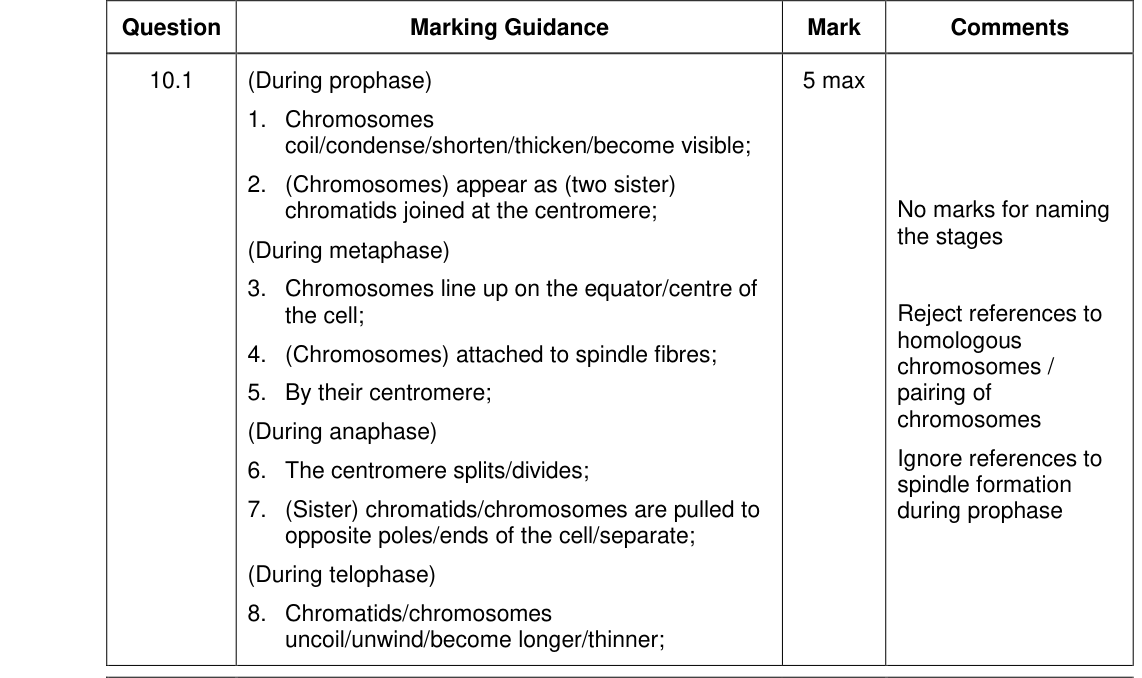 Question Marking Guidance Mark Comments
10.1 (During prophase) 5 max
1. Chromosomes
coil/condense/shorten/thicken/become visible;
2. (Chromosomes) appear as (two sister)
chromatids joined at the centromere;
(During metaphase)
3. Chromosomes line up on the equator/centre of
the cell;
4. (Chromosomes) attached to spindle fibres;
5. By their centromere;
(During anaphase)
6. The centromere splits/divides;
7. (Sister) chromatids/chromosomes are pulled to
opposite poles/ends of the cell/separate;
(During telophase)
8. Chromatids/chromosomes
uncoil/unwind/become longer/thinner;
No marks for naming
the stages
Reject references to
homologous
chromosomes /
pairing of
chromosomes
Ignore references to
spindle formation
during prophase